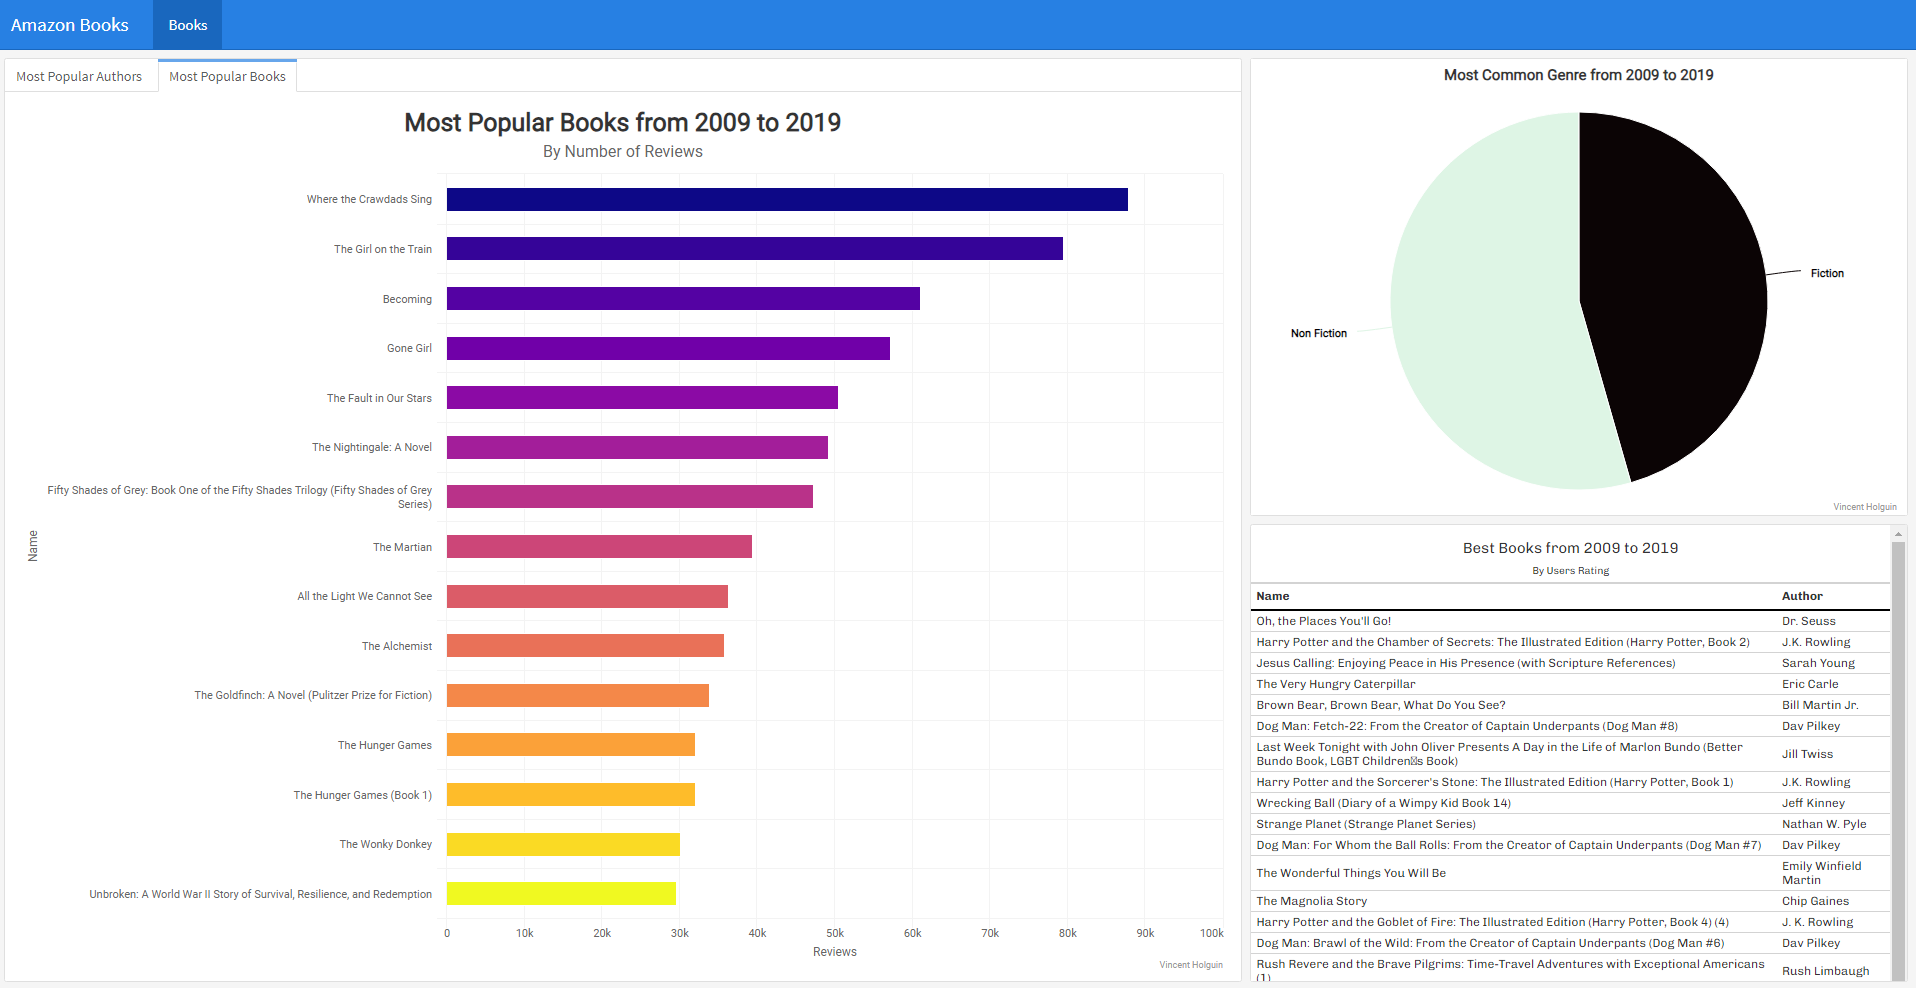 Amazon Books
Books
Most Popular Authors
Most Popular Books
Most Popular Books from 2009 to 2019
By Number of Reviews
Where the Crawdads Sing
The Girl on the Train
Becoming
Gone Girl
The Fault in Our Stars
The Nightingale: A Novel
Fifty Shades of Grey: Book One of the Fifty Shades Trilogy (Fifty Shades of Grey
Series)
The Martian
All the Light We Cannot See
The Alchemist
The Goldfinch: A Novel (Pulitzer Prize for Fiction)
The Hunger Games
The Hunger Games (Book 1)
The Wonky Donkey
Unbroken: A World War II Story of Survival, Resilience, and Redemption
Name
0 10k 20k 30k 40k 50k 60k 70k 80k 90k 100k
Reviews
Vincent Holguin
Most Common Genre from 2009 to 2019
Fiction
Non Fiction
Vincent Holguin
Best Books from 2009 to 2019
By Users Rating
Name Author
Oh, the Places You'll Go! Dr. Seuss
Harry Potter and the Chamber of Secrets: The Illustrated Edition (Harry Potter, Book 2) J.K. Rowling
Jesus Calling: Enjoying Peace in His Presence (with Scripture References) Sarah Young
The Very Hungry Caterpillar Eric Carle
Brown Bear, Brown Bear, What Do You See? Bill Martin Jr.
Dog Man: Fetch-22: From the Creator of Captain Underpants (Dog Man #8) Dav Pilkey
Last Week Tonight with John Oliver Presents A Day in the Life of Marlon Bundo (Better
Bundo Book, LGBT Children�s Book) Jill Twiss
Harry Potter and the Sorcerer's Stone: The Illustrated Edition (Harry Potter, Book 1) J.K. Rowling
Wrecking Ball (Diary of a Wimpy Kid Book 14) Jeff Kinney
Strange Planet (Strange Planet Series) Nathan W. Pyle
Dog Man: For Whom the Ball Rolls: From the Creator of Captain Underpants (Dog Man #7) Dav Pilkey
The Wonderful Things You Will Be Emily Winfield
Martin
The Magnolia Story Chip Gaines
Harry Potter and the Goblet of Fire: The Illustrated Edition (Harry Potter, Book 4) (4) J. K. Rowling
Dog Man: Brawl of the Wild: From the Creator of Captain Underpants (Dog Man #6) Dav Pilkey
Rush Revere and the Brave Pilgrims: Time-Travel Adventures with Exceptional Americans
(1) Rush Limbaugh